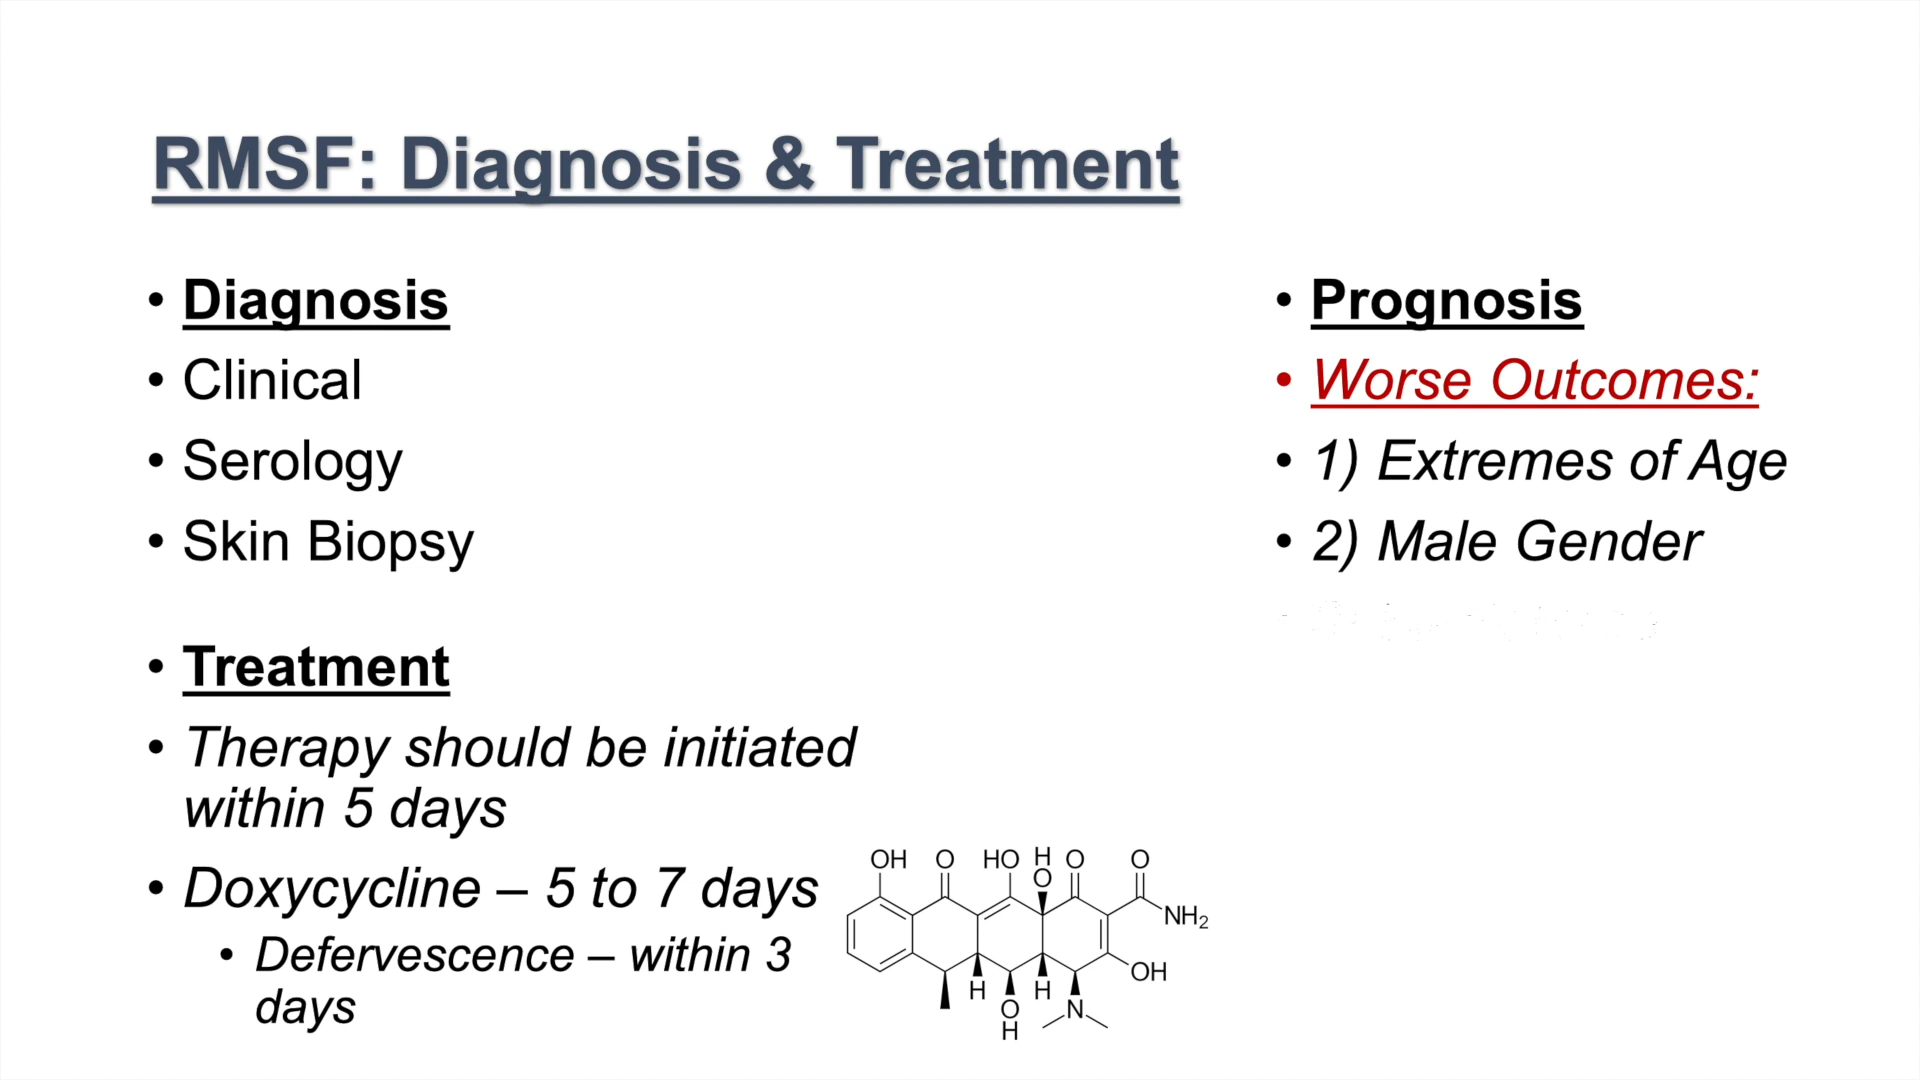 RMSF: Diagnosis & Treatment
• Diagnosis
• Clinical
• Serology
• Skin Biopsy
• Treatment
• Therapy should be initiated
within 5 days
• Doxycycline – 5 to 7 days
• Defervescence – within 3
days
• Prognosis
• Worse Outcomes:
• 1) Extremes of Age
• 2) Male Gender
OH O HO H O O
O
NH2
OH
H H
O N
H